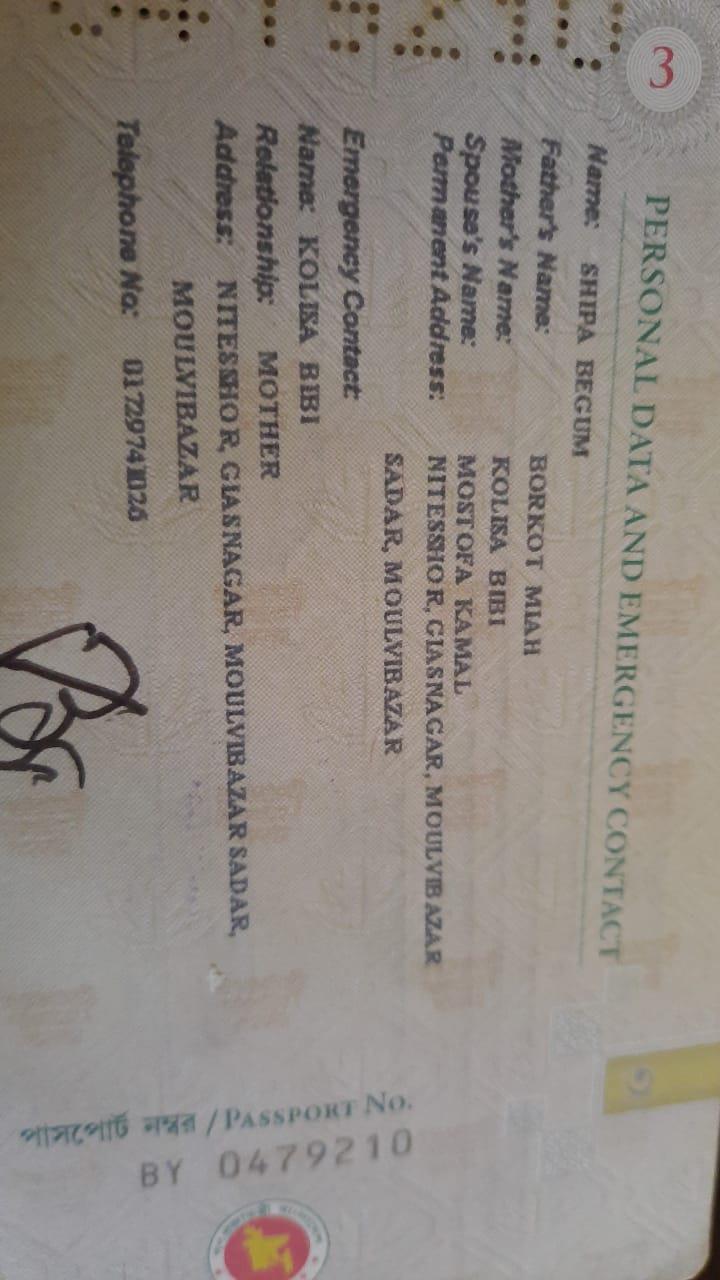 3
PERSONAL DATA AND EMERGENCY CONTACT
Name: SHIPA BEGUM
Father's Name: BORKOT MIAH
Mother's Name: KOLISA BIBI
Spouse's Name: MOSTOFA KAMAL
Permanent Address: NITESSHOR, GIASNAGAR, MOULVIBAZAR
SADAR, MOULVIBAZAR
Emergency Contact:
Name: KOLISA BIBI
Relationship: MOTHER
Address: NITESSHOR, GIASNAGAR, MOULVIBAZAR SADAR,
MOULVIBAZAR
Telephone No: 01729741026
পাসপোর্ট নম্বর / PASSPORT NO.
BY 0479210